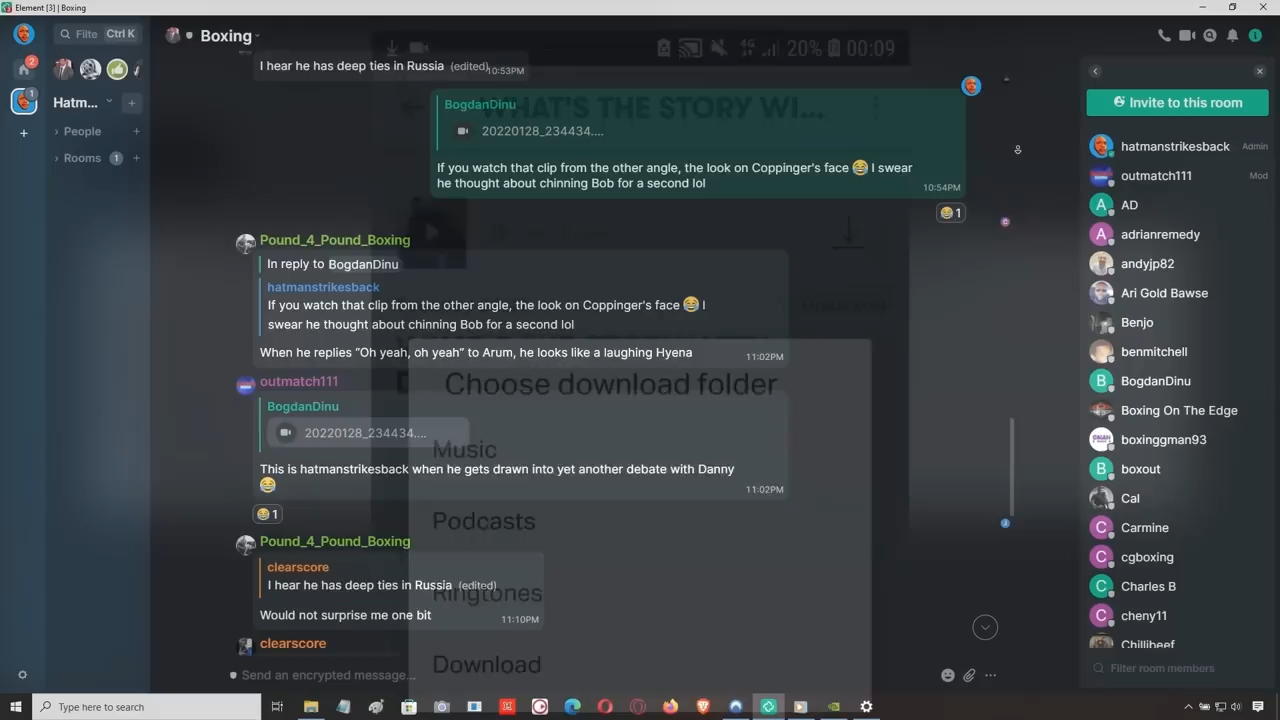 Element [3] | Boxing
Filte Ctrl K
Boxing
20% 00:09
2
I hear he has deep ties in Russia (edited)
10:53PM
WHAT'S THE STORY WI...
Invite to this room
1
Hatm...
BogdanDinu
20220128_234434....
People
Rooms 1
If you watch that clip from the other angle, the look on Coppinger's face 😂 I swear
he thought about chinning Bob for a second lol
10:54PM
😂 1
hatmanstrikesback Admin
outmatch111 Mod
A AD
A adrianremedy
andyjp82
Ari Gold Bawse
Benjo
benmitchell
B BogdanDinu
Boxing On The Edge
boxinggman93
B boxout
Cal
C Carmine
C cgboxing
C Charles B
C cheny11
Chillibeef
Filter room members
Pound_4_Pound_Boxing
In reply to BogdanDinu
hatmanstrikesback
If you watch that clip from the other angle, the look on Coppinger's face 😂 I
swear he thought about chinning Bob for a second lol
When he replies “Oh yeah, oh yeah” to Arum, he looks like a laughing Hyena
11:02PM
outmatch111
Choose download folder
BogdanDinu
20220128_234434....
Music
This is hatmanstrikesback when he gets drawn into yet another debate with Danny
😂
11:02PM
😂 1
Podcasts
Pound_4_Pound_Boxing
clearscore
I hear he has deep ties in Russia (edited)
Ringtones
Would not surprise me one bit
11:10PM
clearscore
Download
Send an encrypted message...
Type here to search